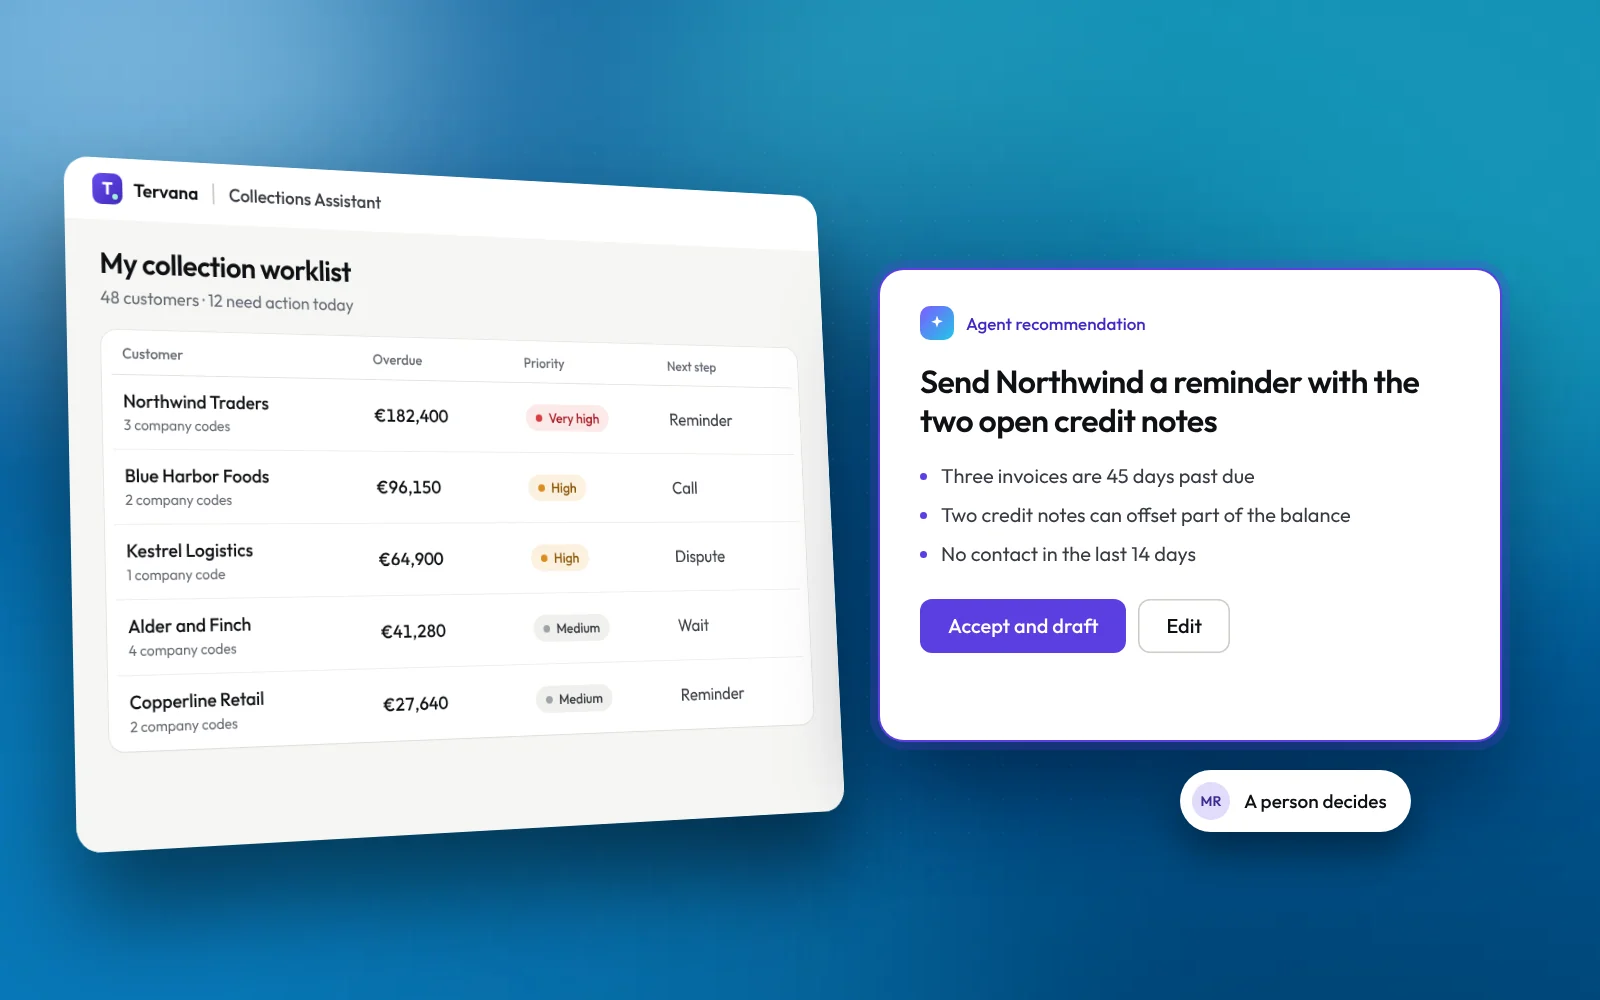 T.
Tervana | Collections Assistant
My collection worklist
48 customers · 12 need action today
Customer Overdue Priority Next step
Northwind Traders €182,400 Very high Reminder
3 company codes
Blue Harbor Foods €96,150 High Call
2 company codes
Kestrel Logistics €64,900 High Dispute
1 company code
Alder and Finch €41,280 Medium Wait
4 company codes
Copperline Retail €27,640 Medium Reminder
2 company codes
Agent recommendation
Send Northwind a reminder with the
two open credit notes
• Three invoices are 45 days past due
• Two credit notes can offset part of the balance
• No contact in the last 14 days
Accept and draft Edit
MR A person decides